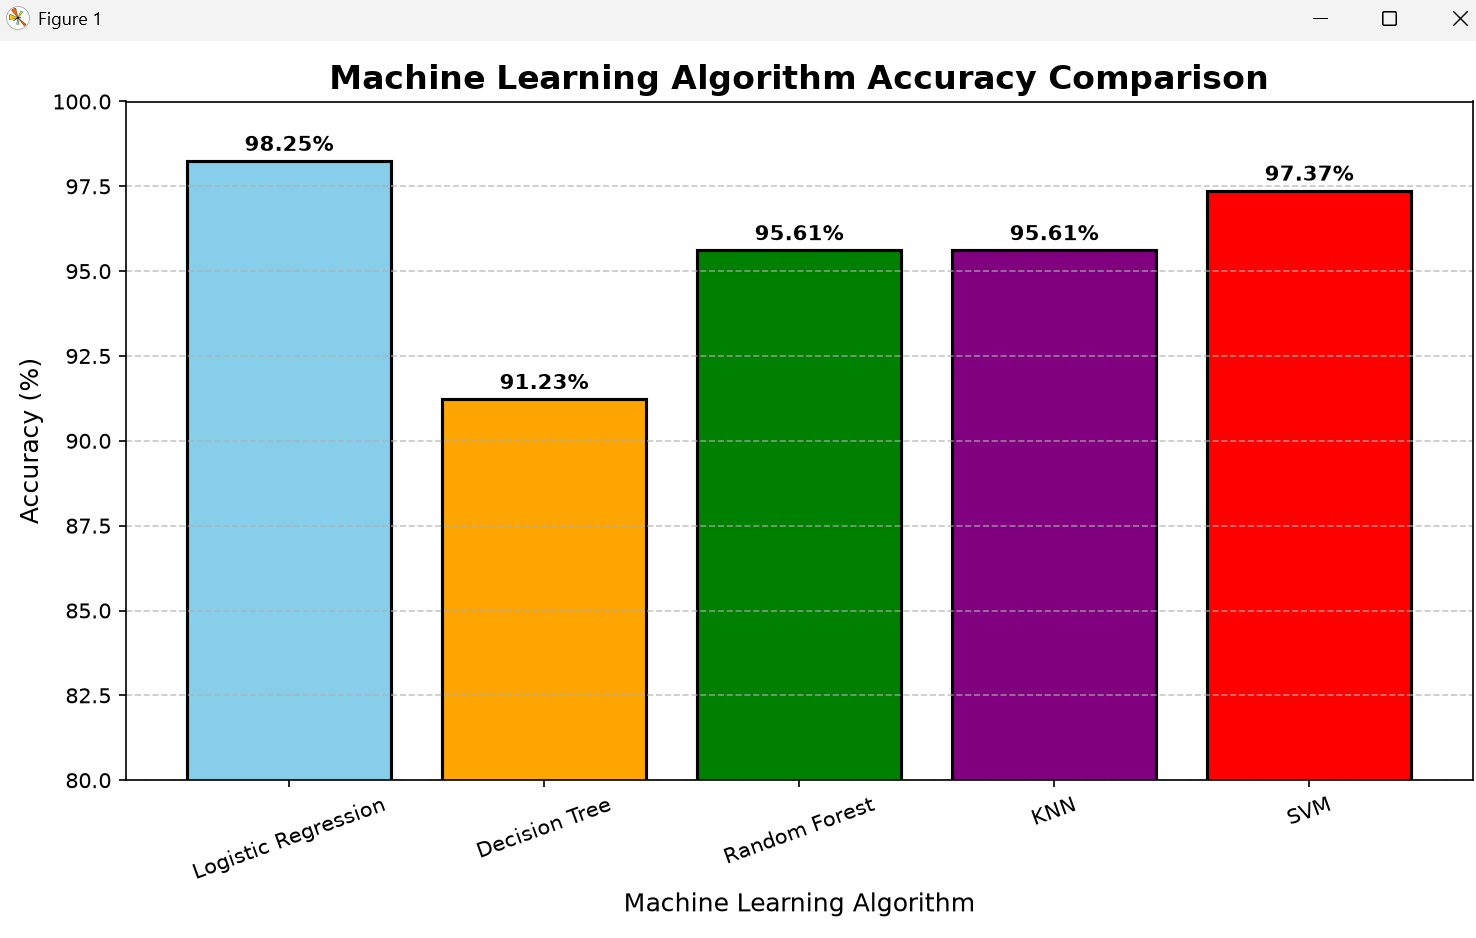 Figure 1
Machine Learning Algorithm Accuracy Comparison
100.0
97.5
95.0
92.5
90.0
87.5
85.0
82.5
80.0
Accuracy (%)
98.25%
91.23%
95.61%
95.61%
97.37%
Logistic Regression
Decision Tree
Random Forest
KNN
SVM
Machine Learning Algorithm